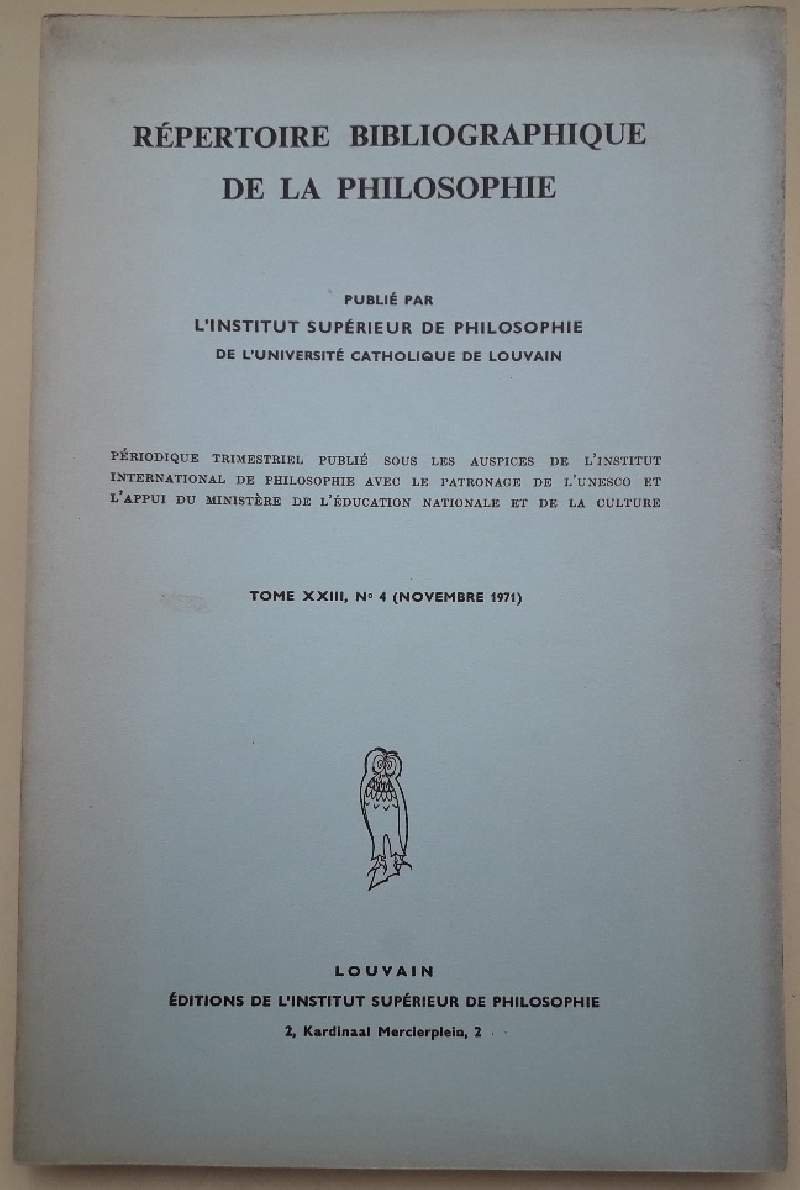 RÉPERTOIRE BIBLIOGRAPHIQUE
DE LA PHILOSOPHIE
PUBLIÉ PAR
L'INSTITUT SUPÉRIEUR DE PHILOSOPHIE
DE L'UNIVERSITÉ CATHOLIQUE DE LOUVAIN
PÉRIODIQUE TRIMESTRIEL PUBLIÉ SOUS LES AUSPICES DE L'INSTITUT
INTERNATIONAL DE PHILOSOPHIE AVEC LE PATRONAGE DE L'UNESCO ET
L'APPUI DU MINISTÈRE DE L'ÉDUCATION NATIONALE ET DE LA CULTURE
TOME XXIII, N° 4 (NOVEMBRE 1971)
LOUVAIN
ÉDITIONS DE L'INSTITUT SUPÉRIEUR DE PHILOSOPHIE
2, Kardinaal Mercierplein, 2